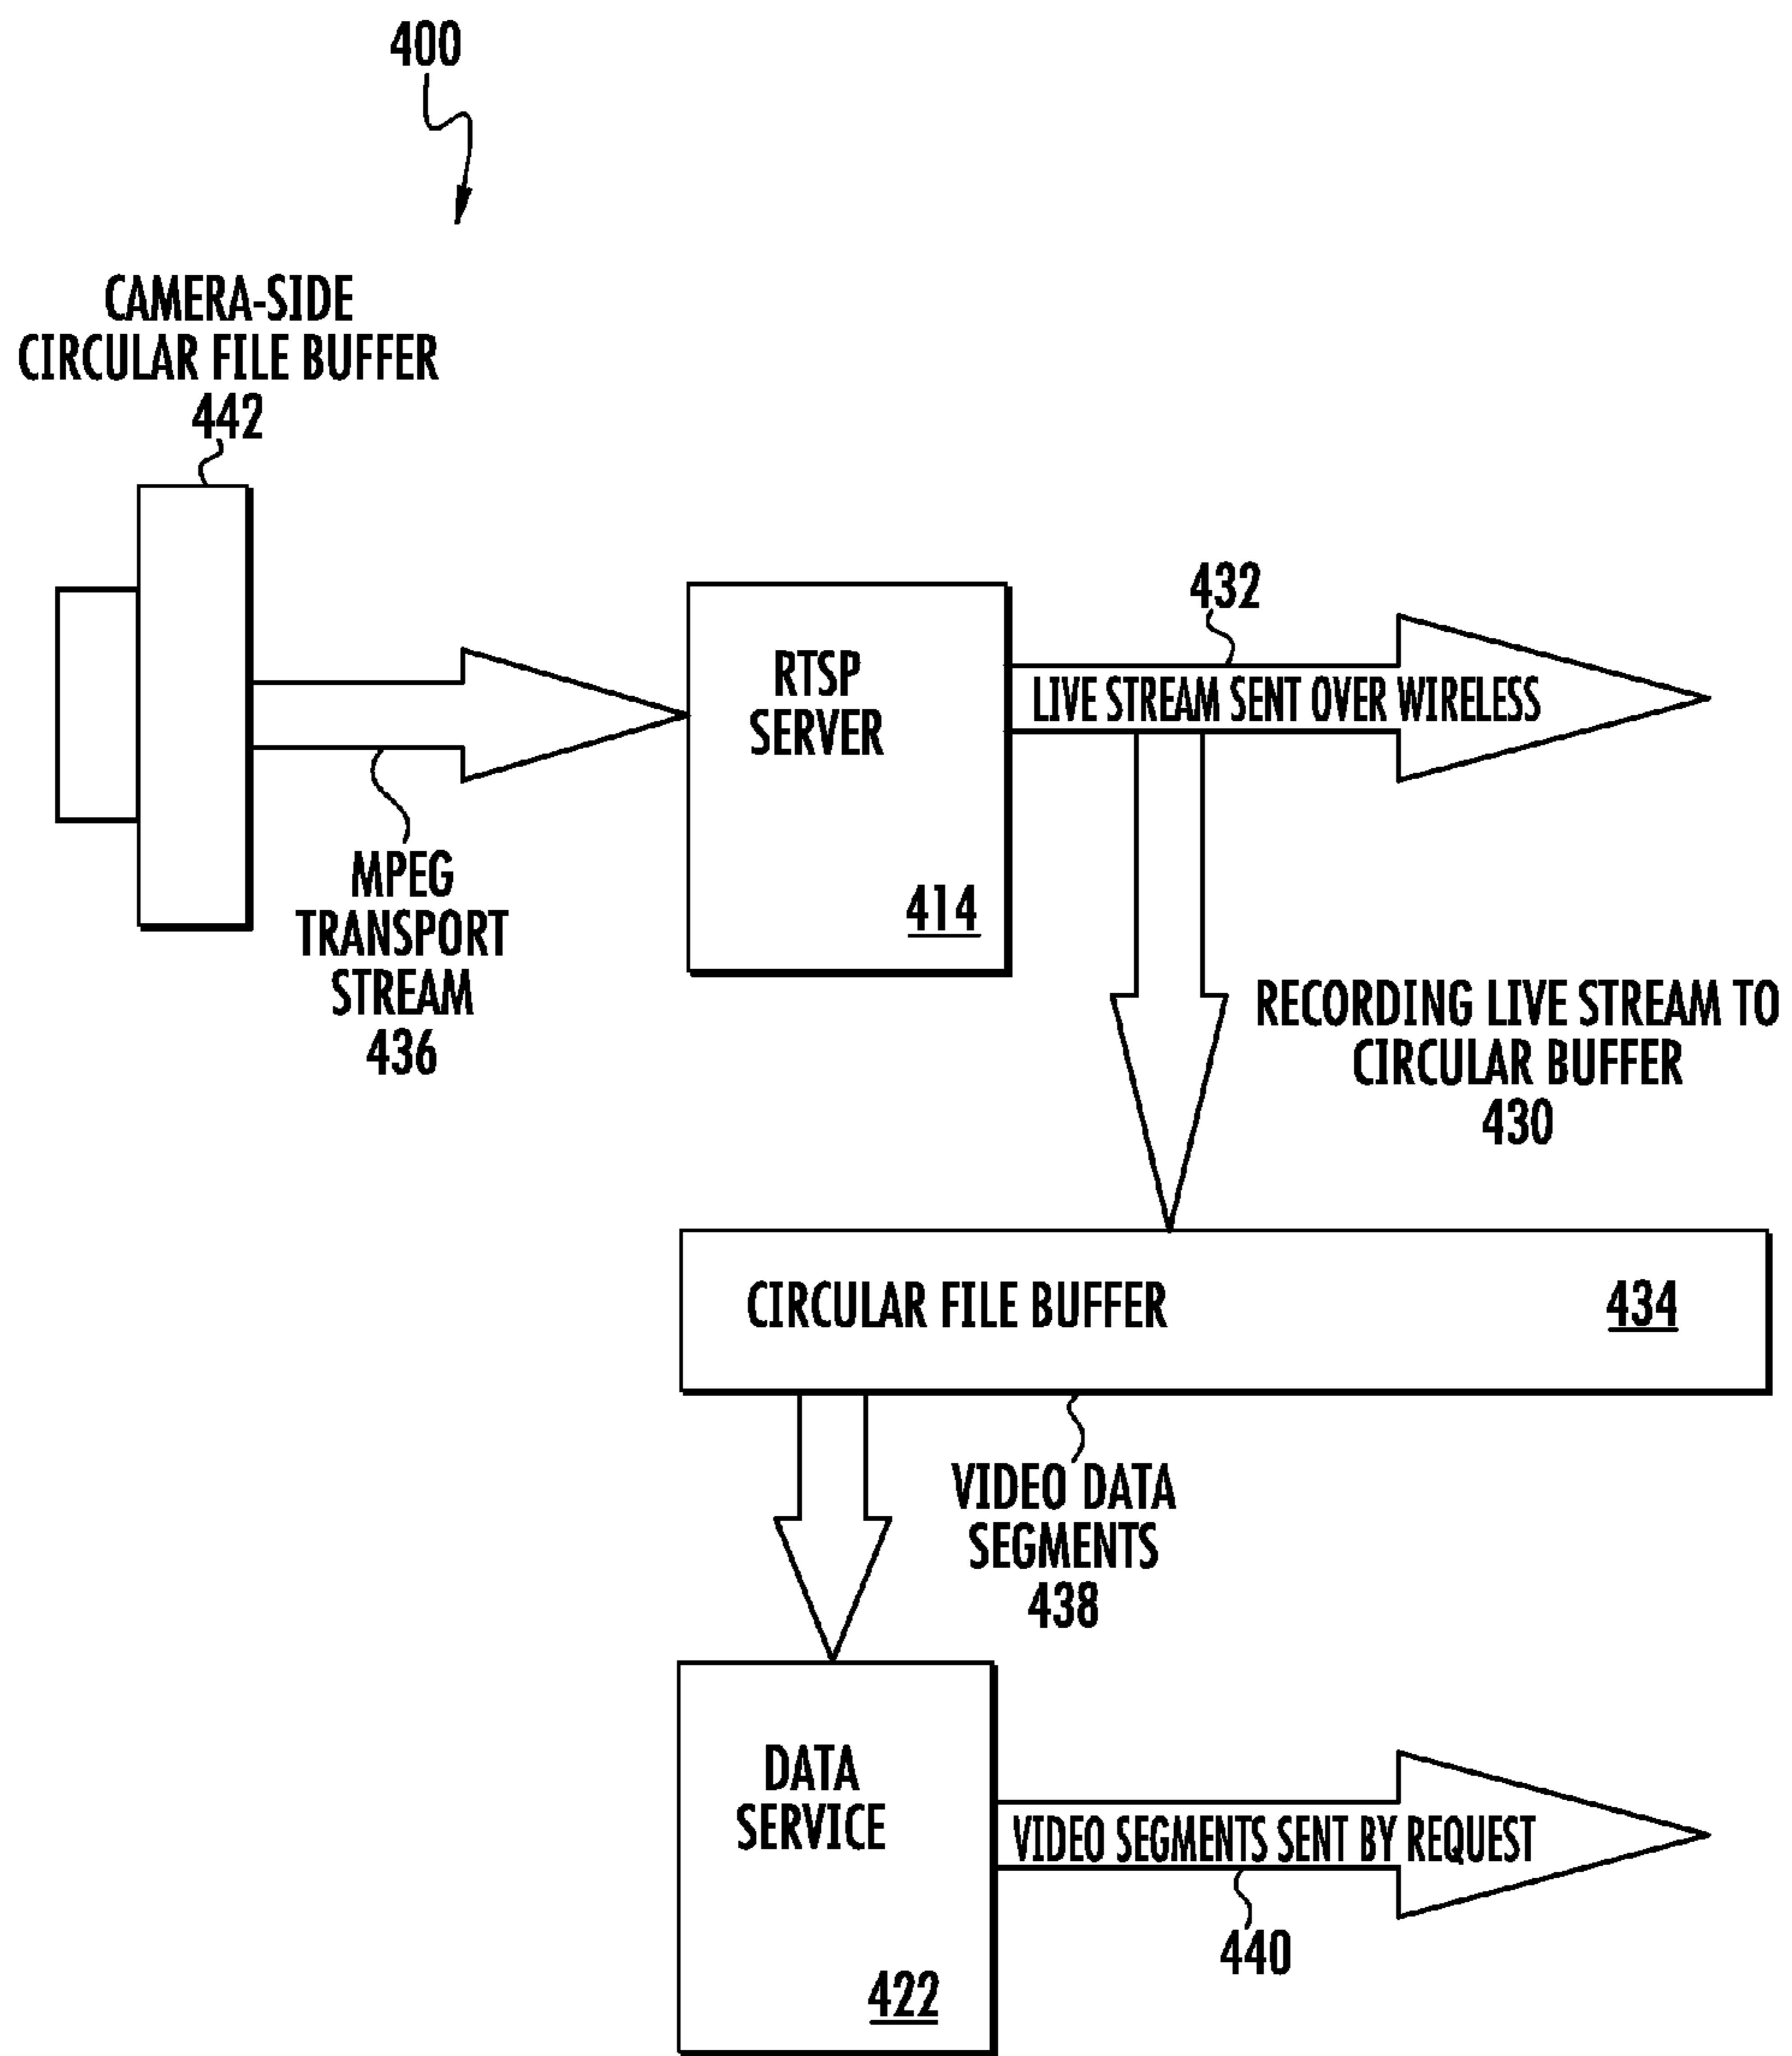 400
CAMERA-SIDE
CIRCULAR FILE BUFFER
442
432
RTSP
SERVER
LIVE STREAM SENT OVER WIRELESS
414
MPEG
TRANSPORT
STREAM
436
RECORDING LIVE STREAM TO
CIRCULAR BUFFER
430
CIRCULAR FILE BUFFER
434
VIDEO DATA
SEGMENTS
438
DATA
SERVICE
VIDEO SEGMENTS SENT BY REQUEST
440
422